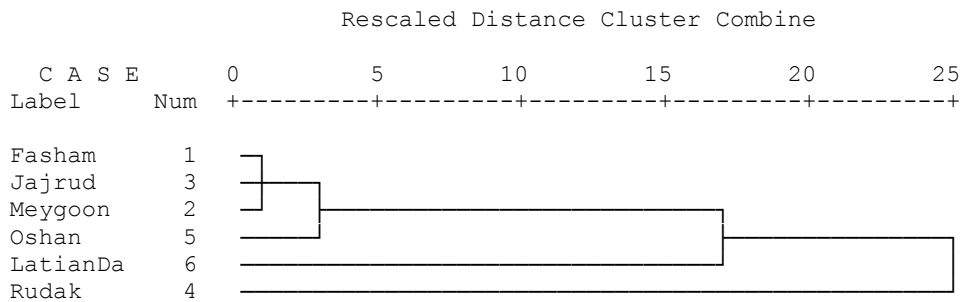 Rescaled Distance Cluster Combine
C A S E 0 5 10 15 20 25
Label Num +---------+---------+---------+---------+---------+
Fasham 1
Jajrud 3
Meygoon 2
Oshan 5
LatianDa 6
Rudak 4